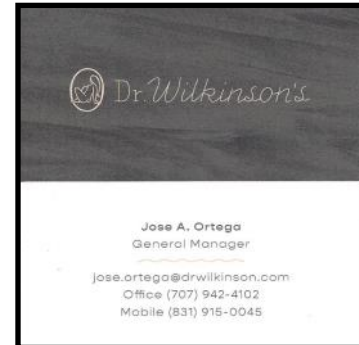 Dr. Wilkinson's
Jose A. Ortega
General Manager
jose.ortega@drwilkinson.com
Office (707) 942-4102
Mobile (831) 915-0045